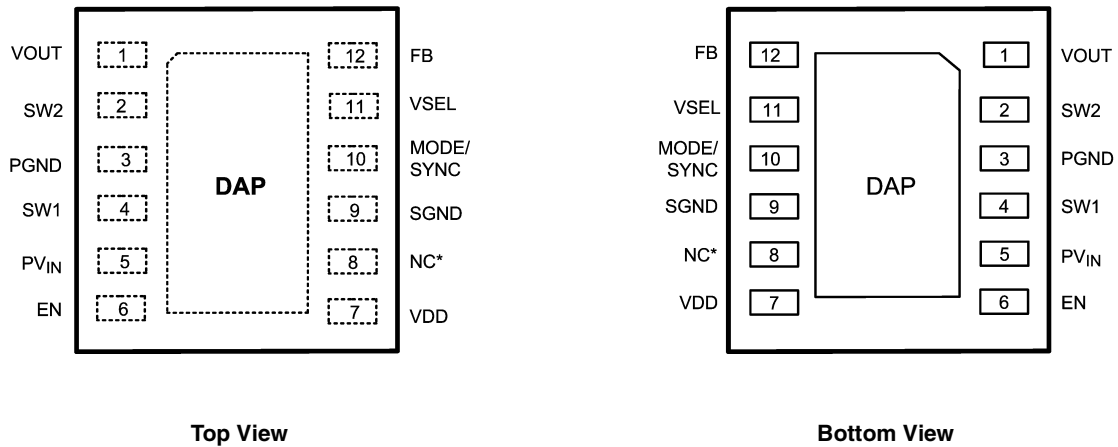 VOUT 1 12 FB
SW2 2 11 VSEL
PGND 3 10 MODE/
SYNC
SW1 4 9 SGND
PVIN 5 8 NC*
EN 6 7 VDD
DAP
Top View
FB 12 1 VOUT
VSEL 11 2 SW2
MODE/
SYNC 10 3 PGND
SGND 9 4 SW1
NC* 8 5 PVIN
VDD 7 6 EN
DAP
Bottom View